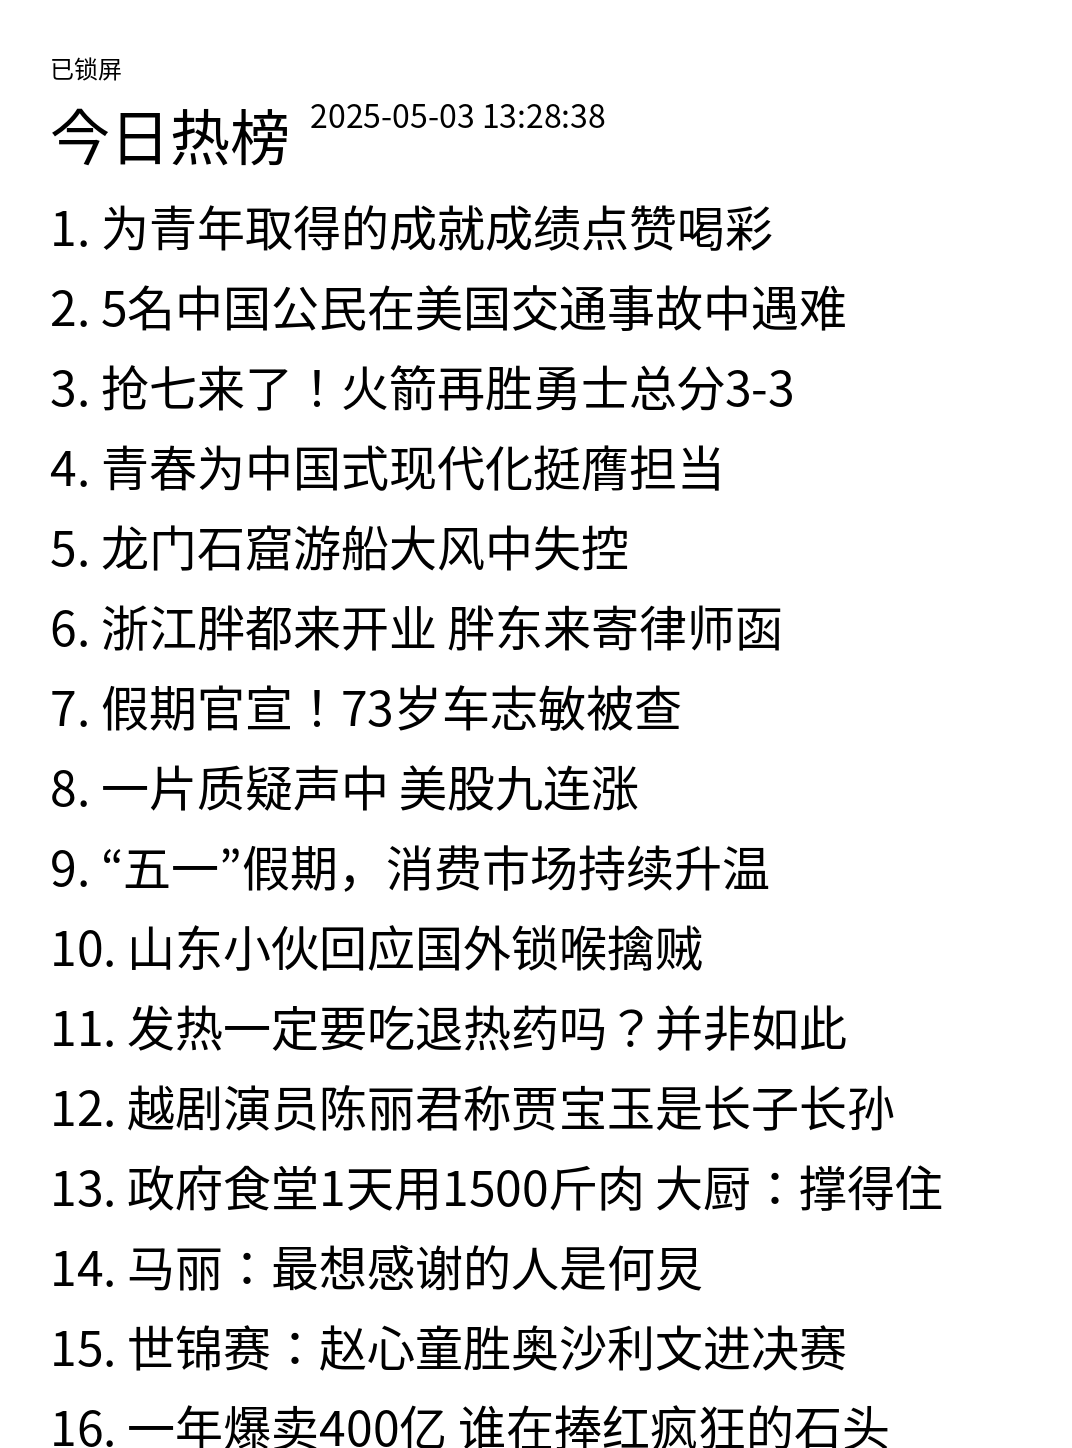 已锁屏
今日热榜 2025-05-03 13:28:38
1. 为青年取得的成就成绩点赞喝彩
2. 5名中国公民在美国交通事故中遇难
3. 抢七来了！火箭再胜勇士总分3-3
4. 青春为中国式现代化挺膺担当
5. 龙门石窟游船大风中失控
6. 浙江胖都来开业 胖东来寄律师函
7. 假期官宣！73岁车志敏被查
8. 一片质疑声中 美股九连涨
9. “五一”假期，消费市场持续升温
10. 山东小伙回应国外锁喉擒贼
11. 发热一定要吃退热药吗？并非如此
12. 越剧演员陈丽君称贾宝玉是长子长孙
13. 政府食堂1天用1500斤肉 大厨：撑得住
14. 马丽：最想感谢的人是何炅
15. 世锦赛：赵心童胜奥沙利文进决赛
16. 一年爆卖400亿 谁在捧红疯狂的石头